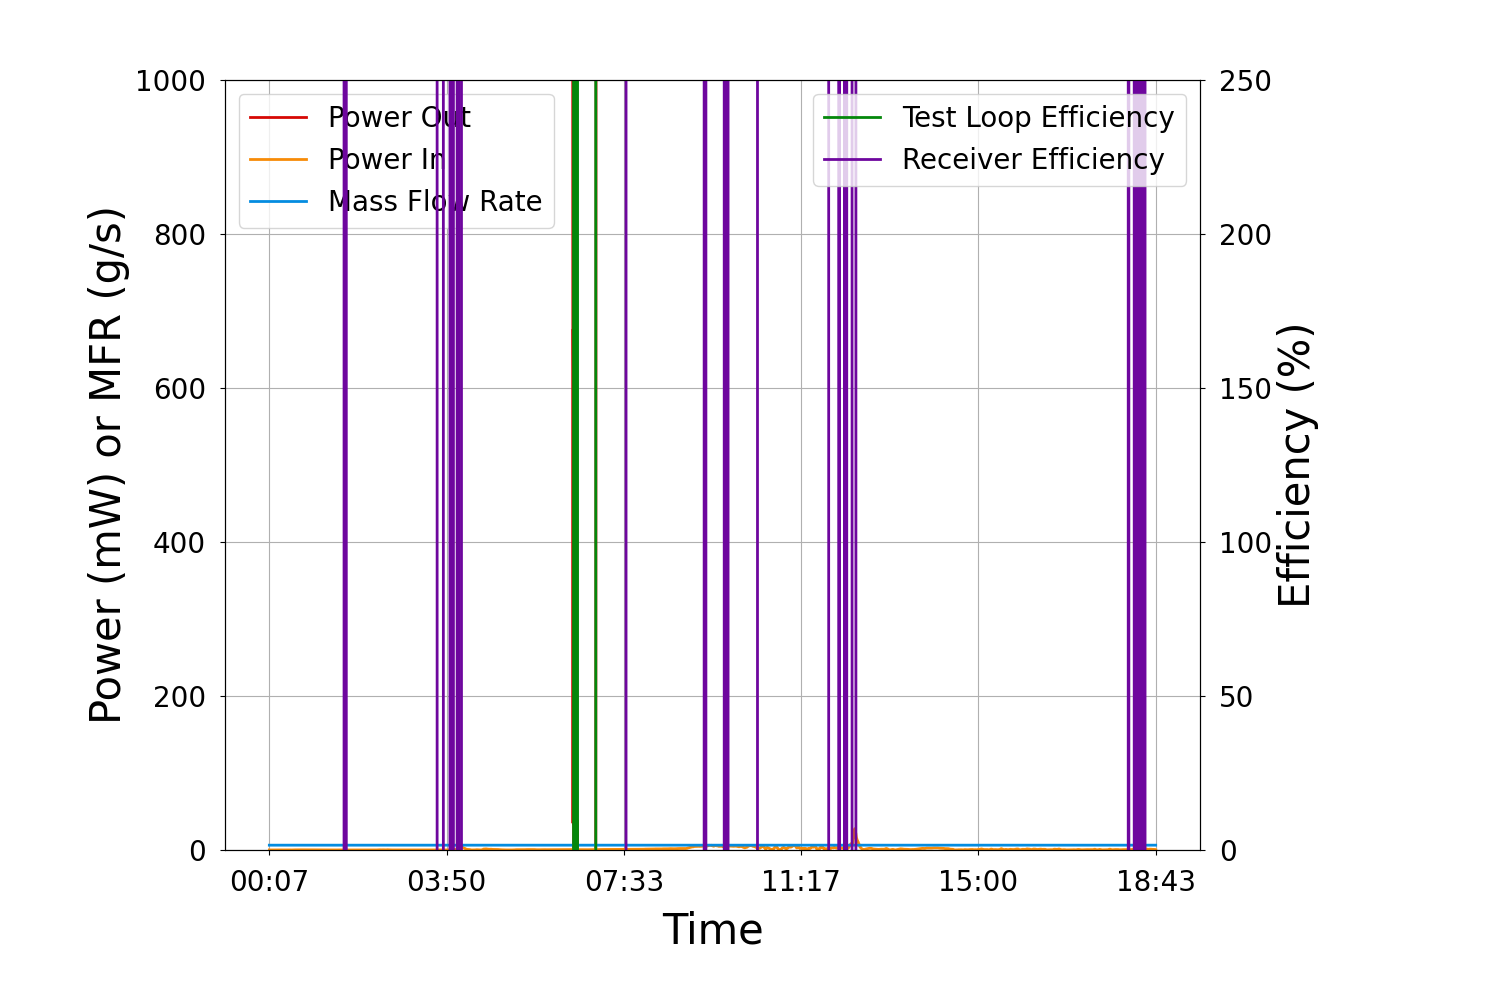 1000
800
600
400
200
0
Power (mW) or MFR (g/s)
Power Out
Power In
Mass Flow Rate
Test Loop Efficiency
Receiver Efficiency
250
200
150
100
50
0
Efficiency (%)
00:07 03:50 07:33 11:17 15:00 18:43
Time